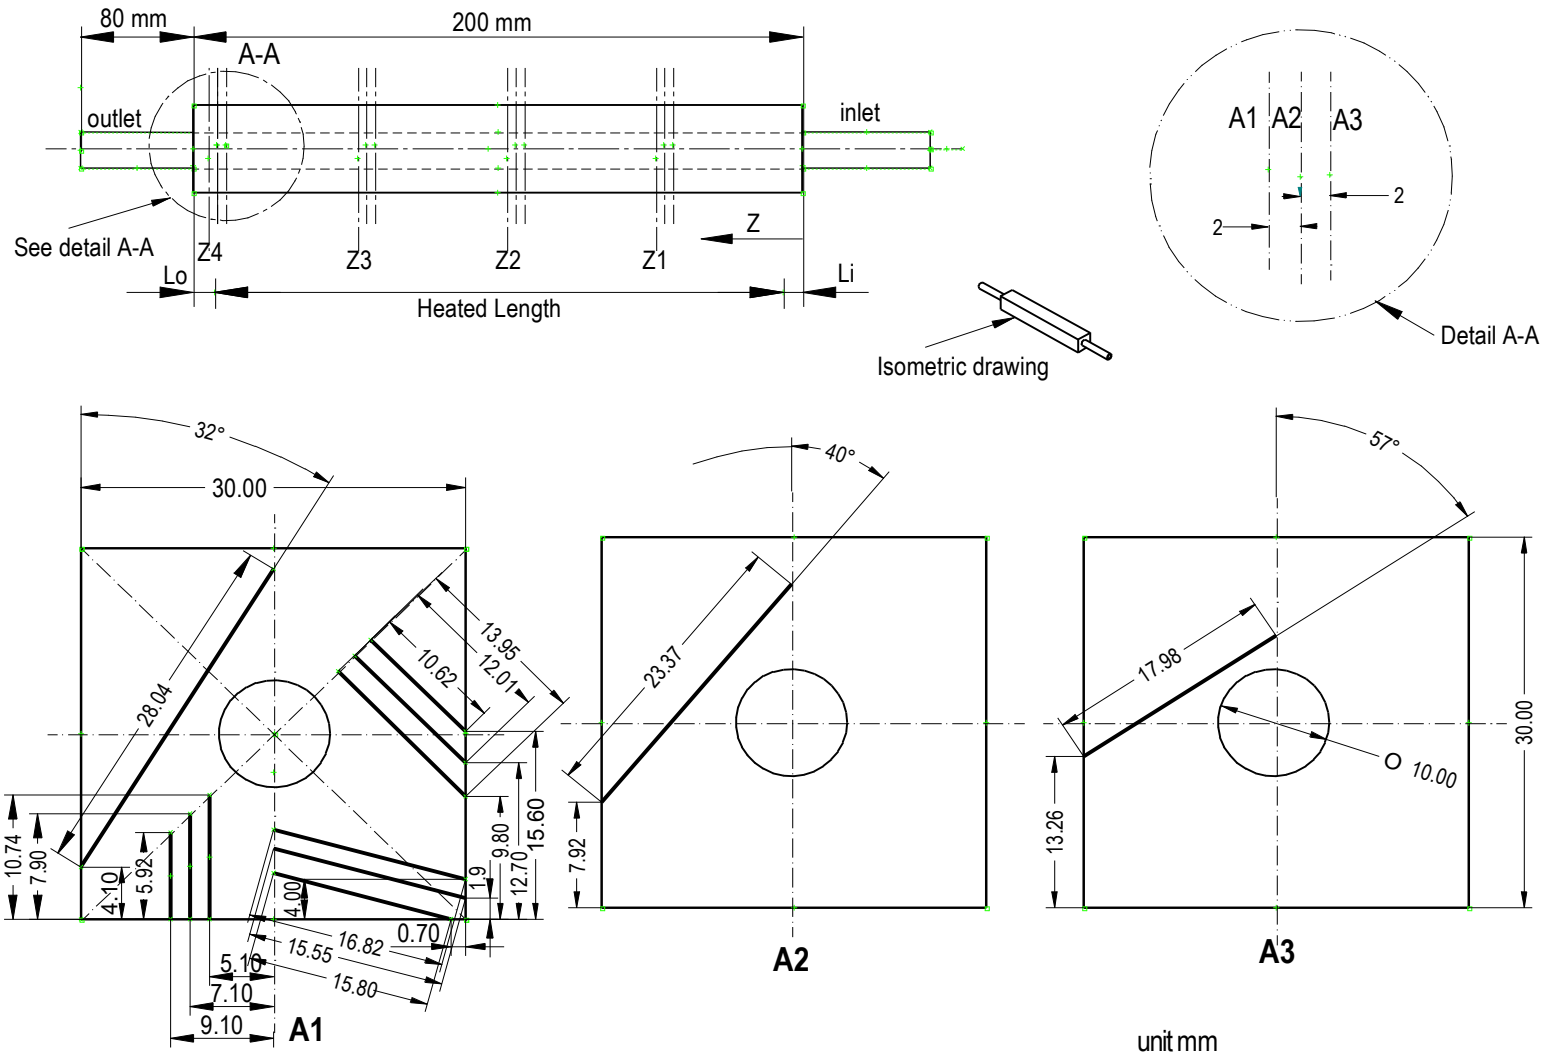 80 mm
200 mm
A-A
outlet
inlet
A1 A2 A3
2
2
See detail A-A
Z4
Z3
Z2
Z1
Z
Lo
Li
Heated Length
Isometric drawing
Detail A-A
32°
30.00
28.04
13.95
12.01
10.62
10.74
7.90
4.10
5.92
4.00
1.9
9.80
12.70
15.60
0.70
16.82
15.55
15.80
5.10
7.10
9.10
A1
40°
23.37
7.92
A2
57°
17.98
13.26
30.00
O 10.00
A3
unit mm